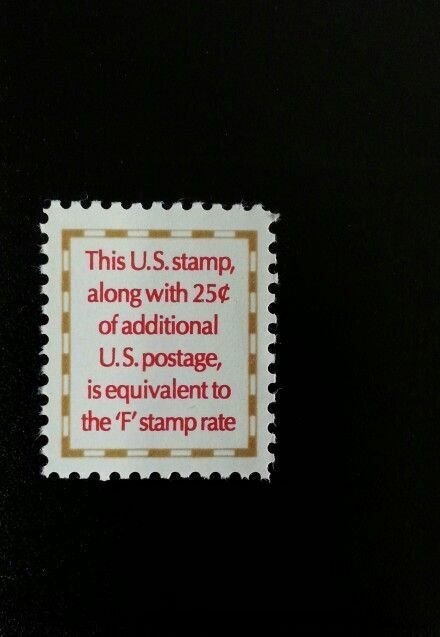 This U.S. stamp,
along with 25¢
of additional
U.S. postage,
is equivalent to
the ‘F’ stamp rate